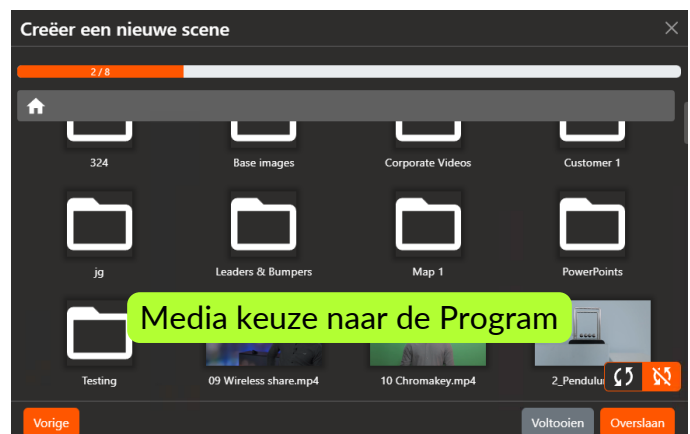 Creëer een nieuwe scene
2 / 8
324 Base images Corporate Videos Customer 1
jg Leaders & Bumpers Map 1 PowerPoints
Media keuze naar de Program
Testing 09 Wireless share.mp4 10 Chromakey.mp4
Vorige Voltooien Overslaan